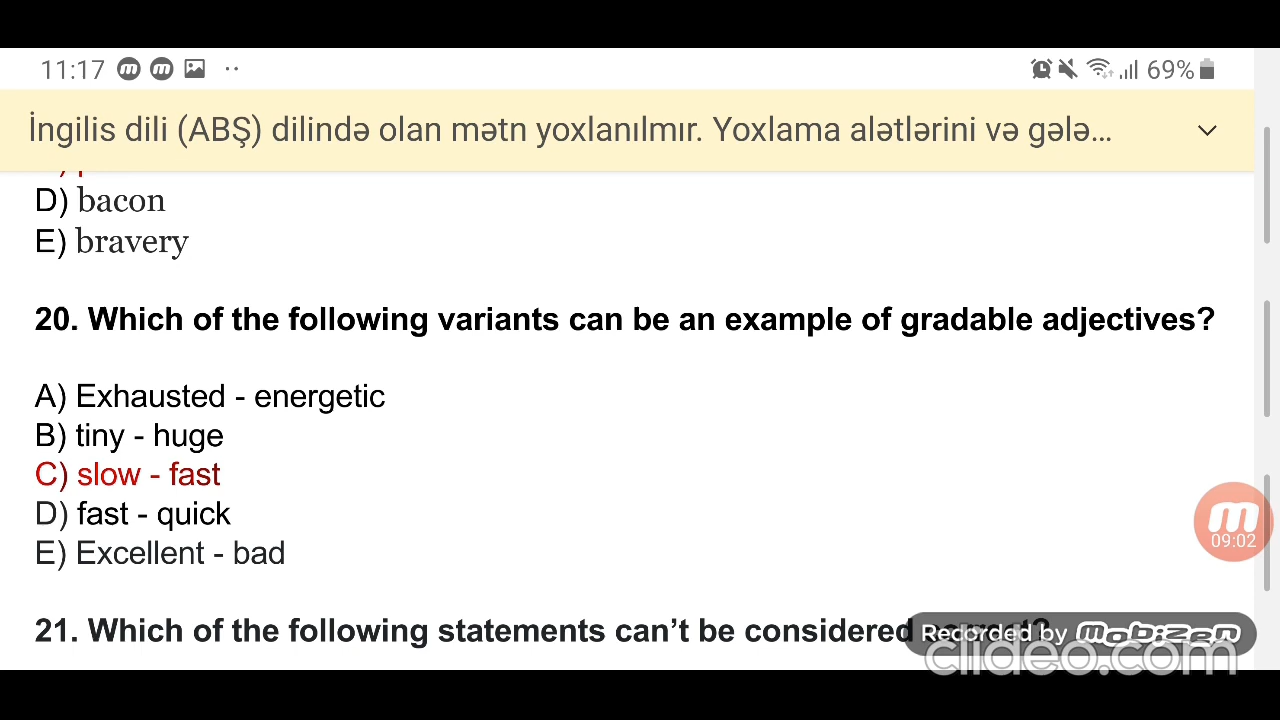 11:17
69%
İngilis dili (ABŞ) dilində olan mətn yoxlanılmır. Yoxlama alətlərini və gələ...
D) bacon
E) bravery
20. Which of the following variants can be an example of gradable adjectives?
A) Exhausted - energetic
B) tiny - huge
C) slow - fast
D) fast - quick
E) Excellent - bad
09:02
21. Which of the following statements can’t be considered
Recorded by mobizen
clideo.com